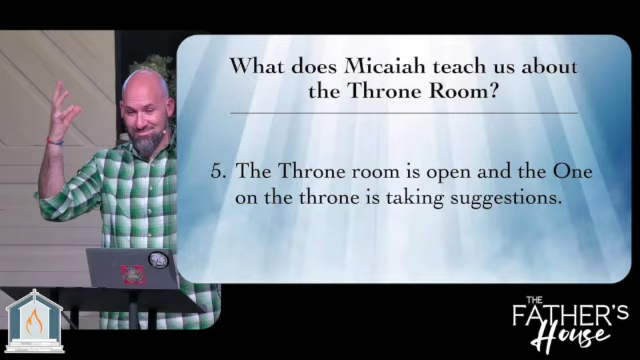 What does Micaiah teach us about
the Throne Room?
5. The Throne room is open and the One
on the throne is taking suggestions.
THE
FATHER'S
House